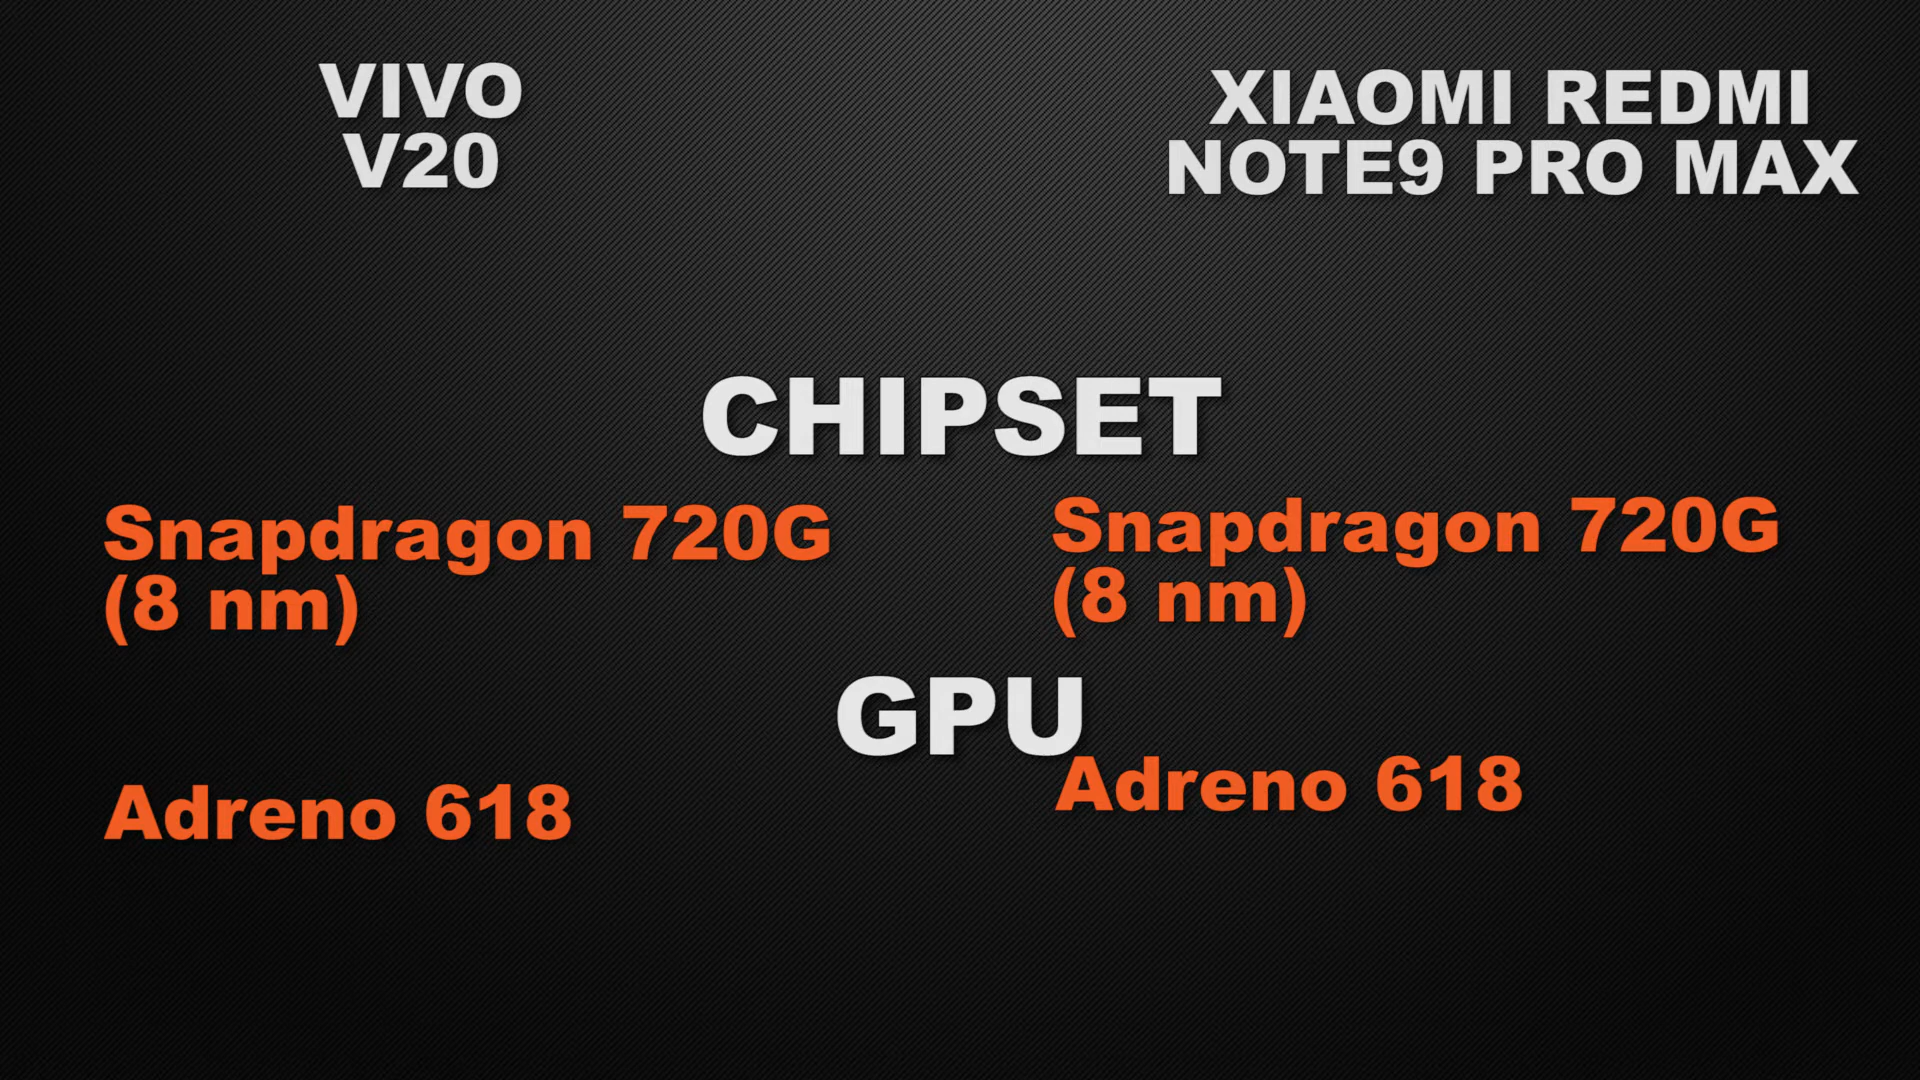 VIVO
V20
XIAOMI REDMI
NOTE9 PRO MAX
CHIPSET
Snapdragon 720G
(8 nm)
Snapdragon 720G
(8 nm)
GPU
Adreno 618
Adreno 618